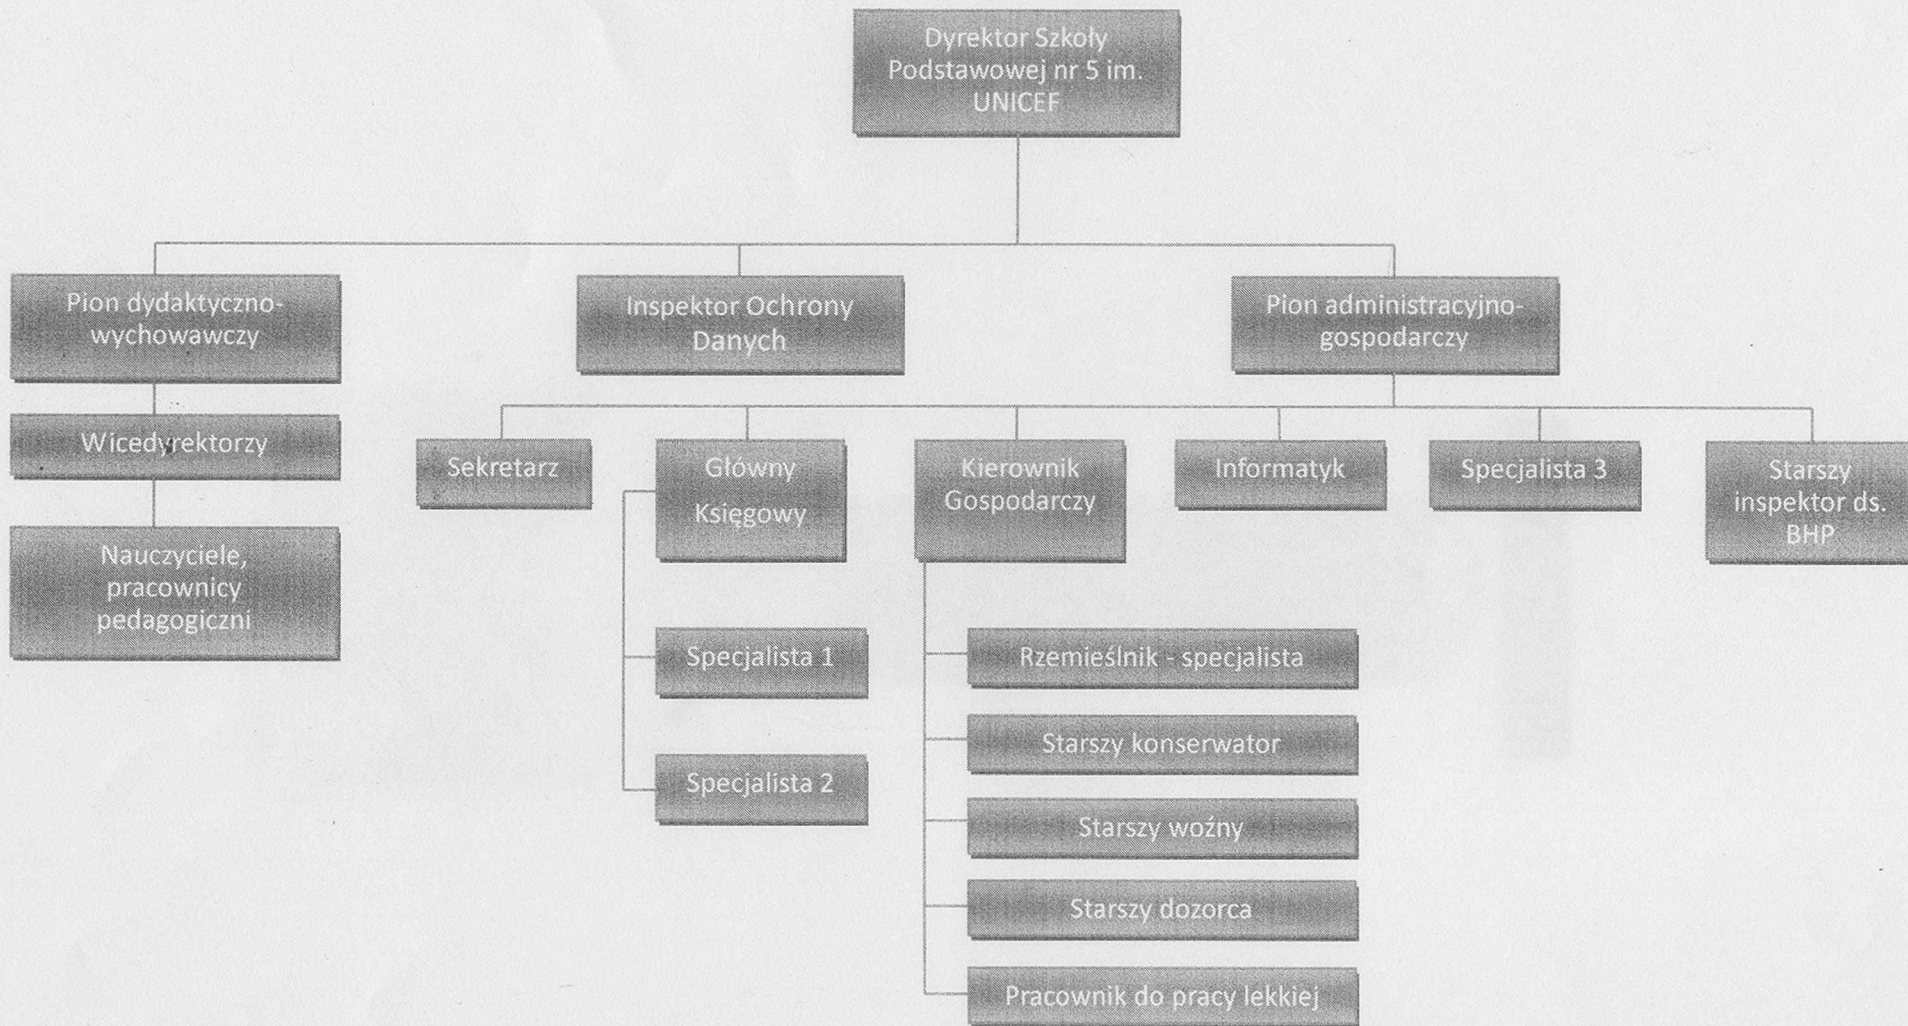 Dyrektor Szkoły
Podstawowej nr 5 im.
UNICEF
Pion dydaktyczno-
wychowawczy
Inspektor Ochrony
Danych
Pion administracyjno-
gospodarczy
Wicedyrektorzy
Nauczyciele,
pracownicy
pedagogiczni
Sekretarz
Główny
Księgowy
Kierownik
Gospodarczy
Informatyk
Specjalista 3
Starszy
inspektor ds.
BHP
Specjalista 1
Specjalista 2
Rzemieślnik - specjalista
Starszy konserwator
Starszy woźny
Starszy dozorca
Pracownik do pracy lekkiej